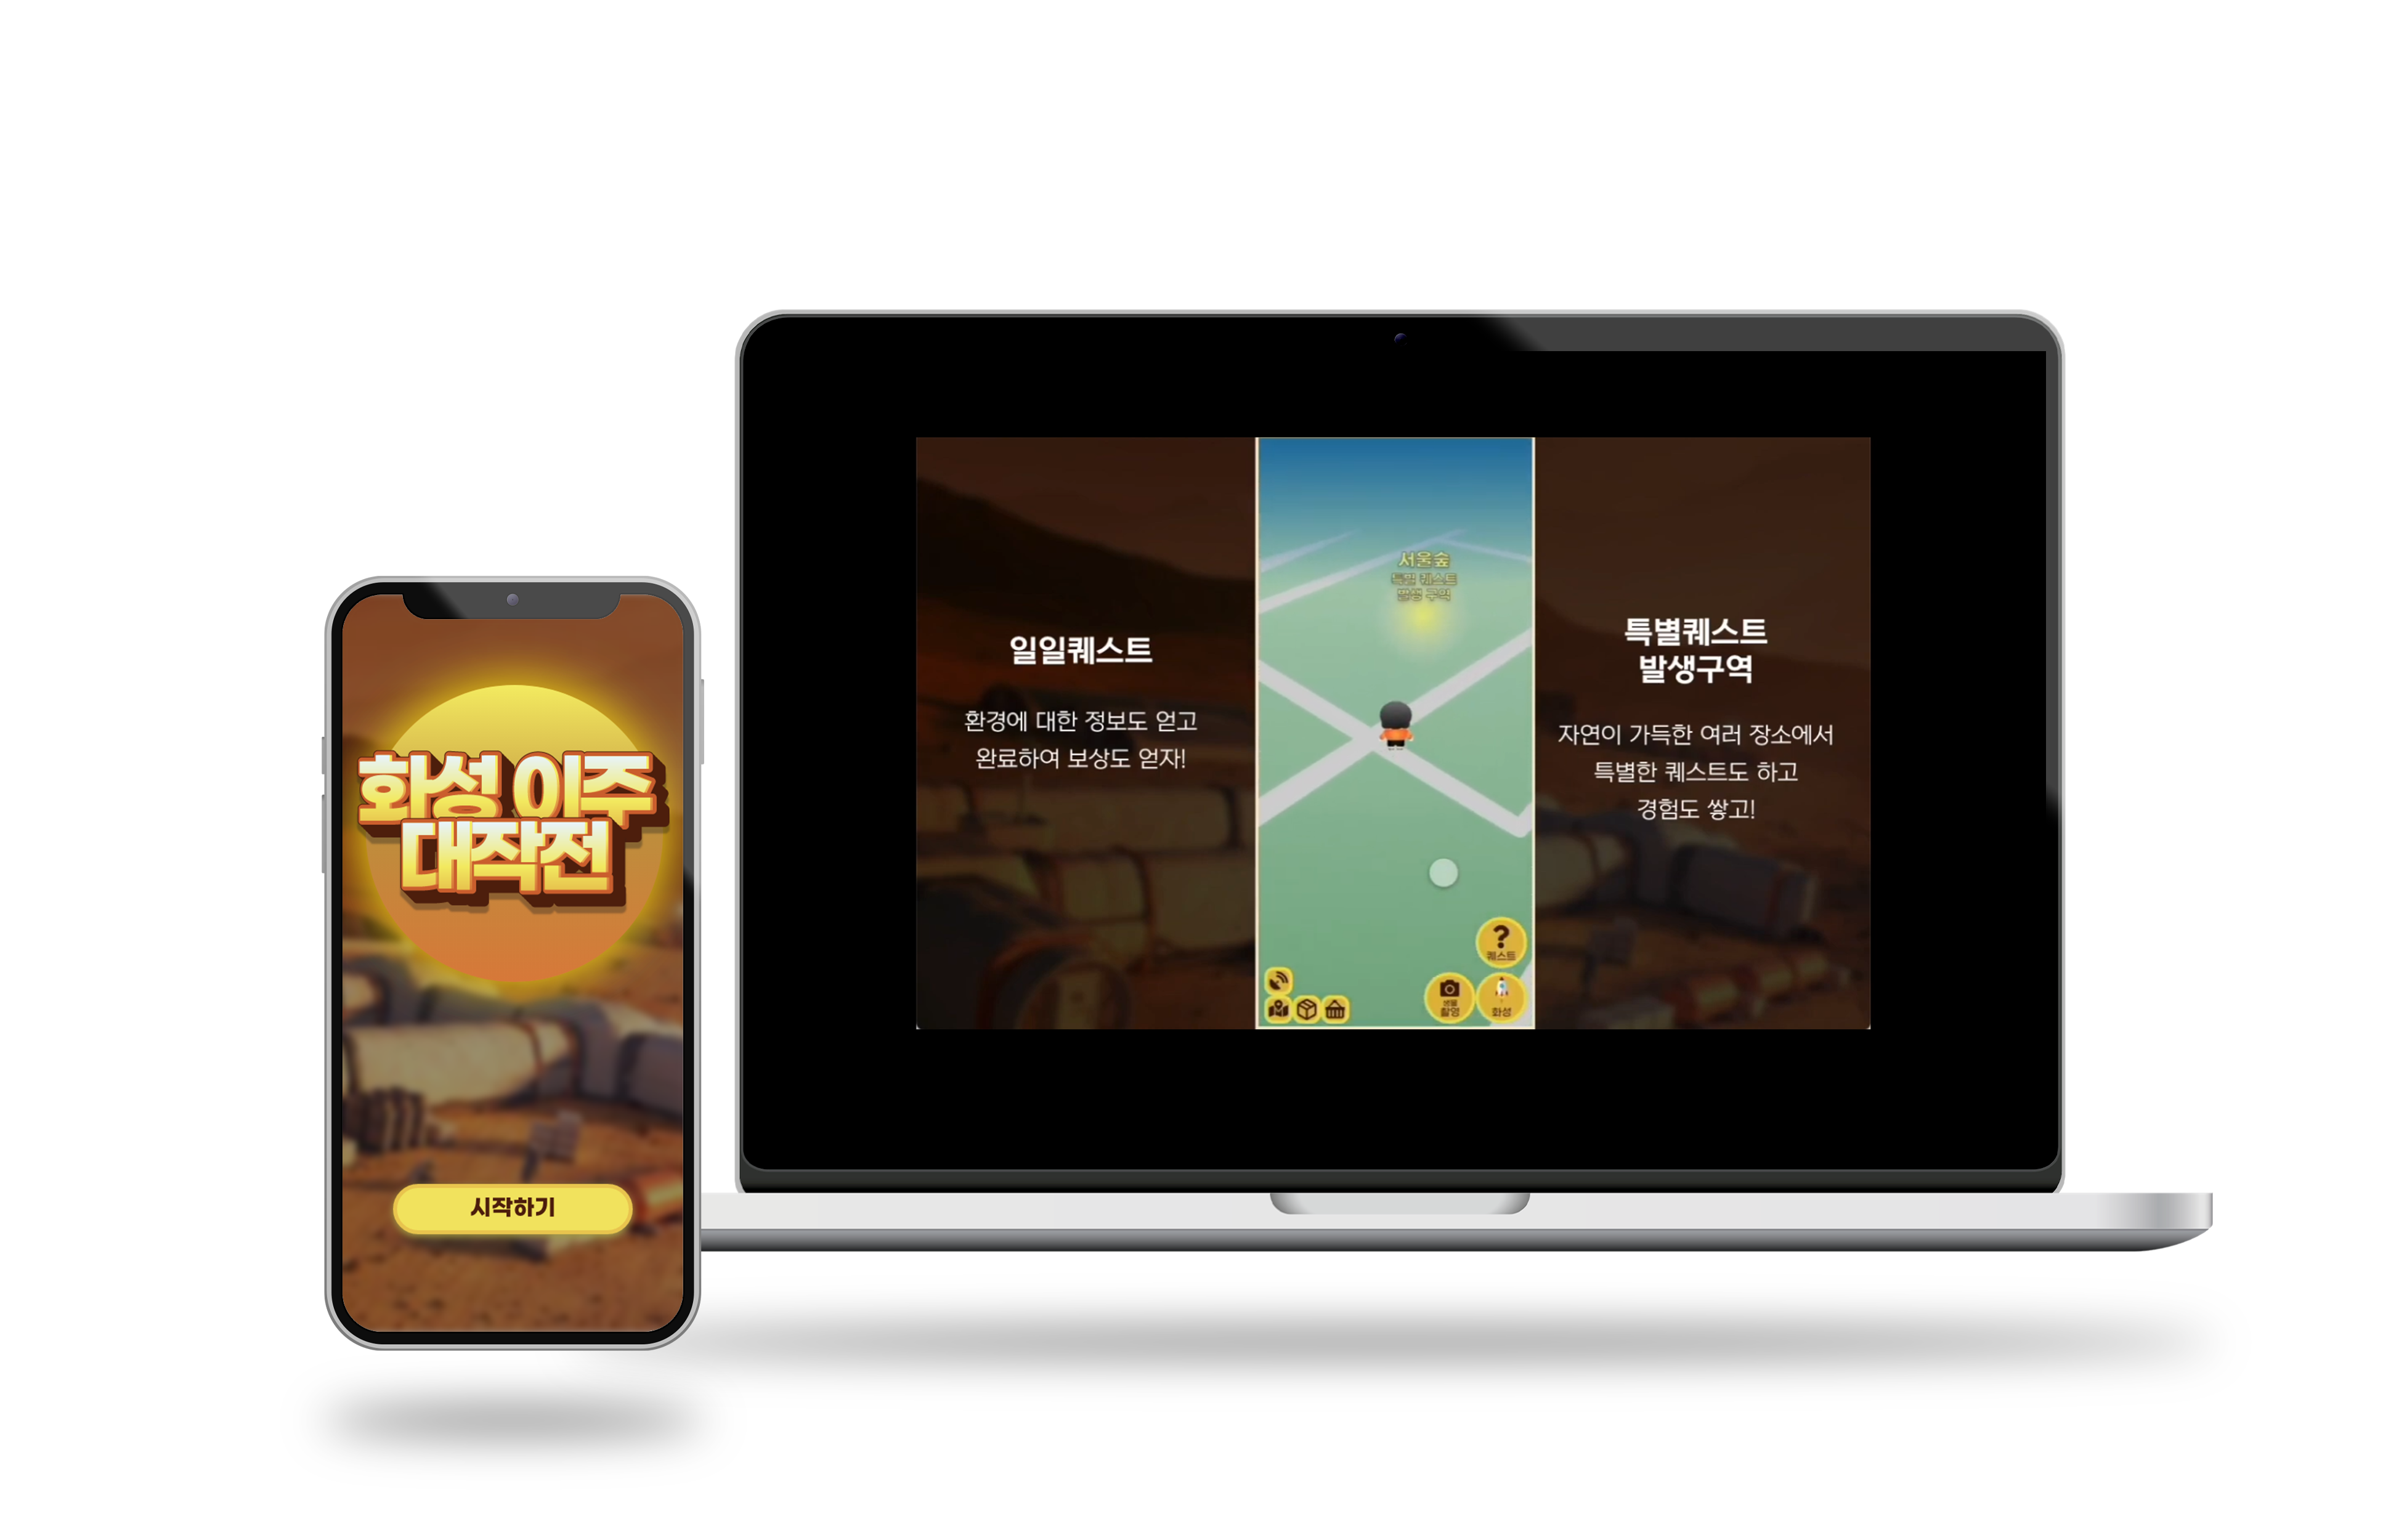 화성 이주
대작전
시작하기
일일퀘스트
환경에 대한 정보도 얻고
완료하여 보상도 얻자!
서울숲
특별 퀘스트
발생 구역
?
퀘스트
생물
촬영
화성
특별퀘스트
발생구역
자연이 가득한 여러 장소에서
특별한 퀘스트도 하고
경험도 쌓고!